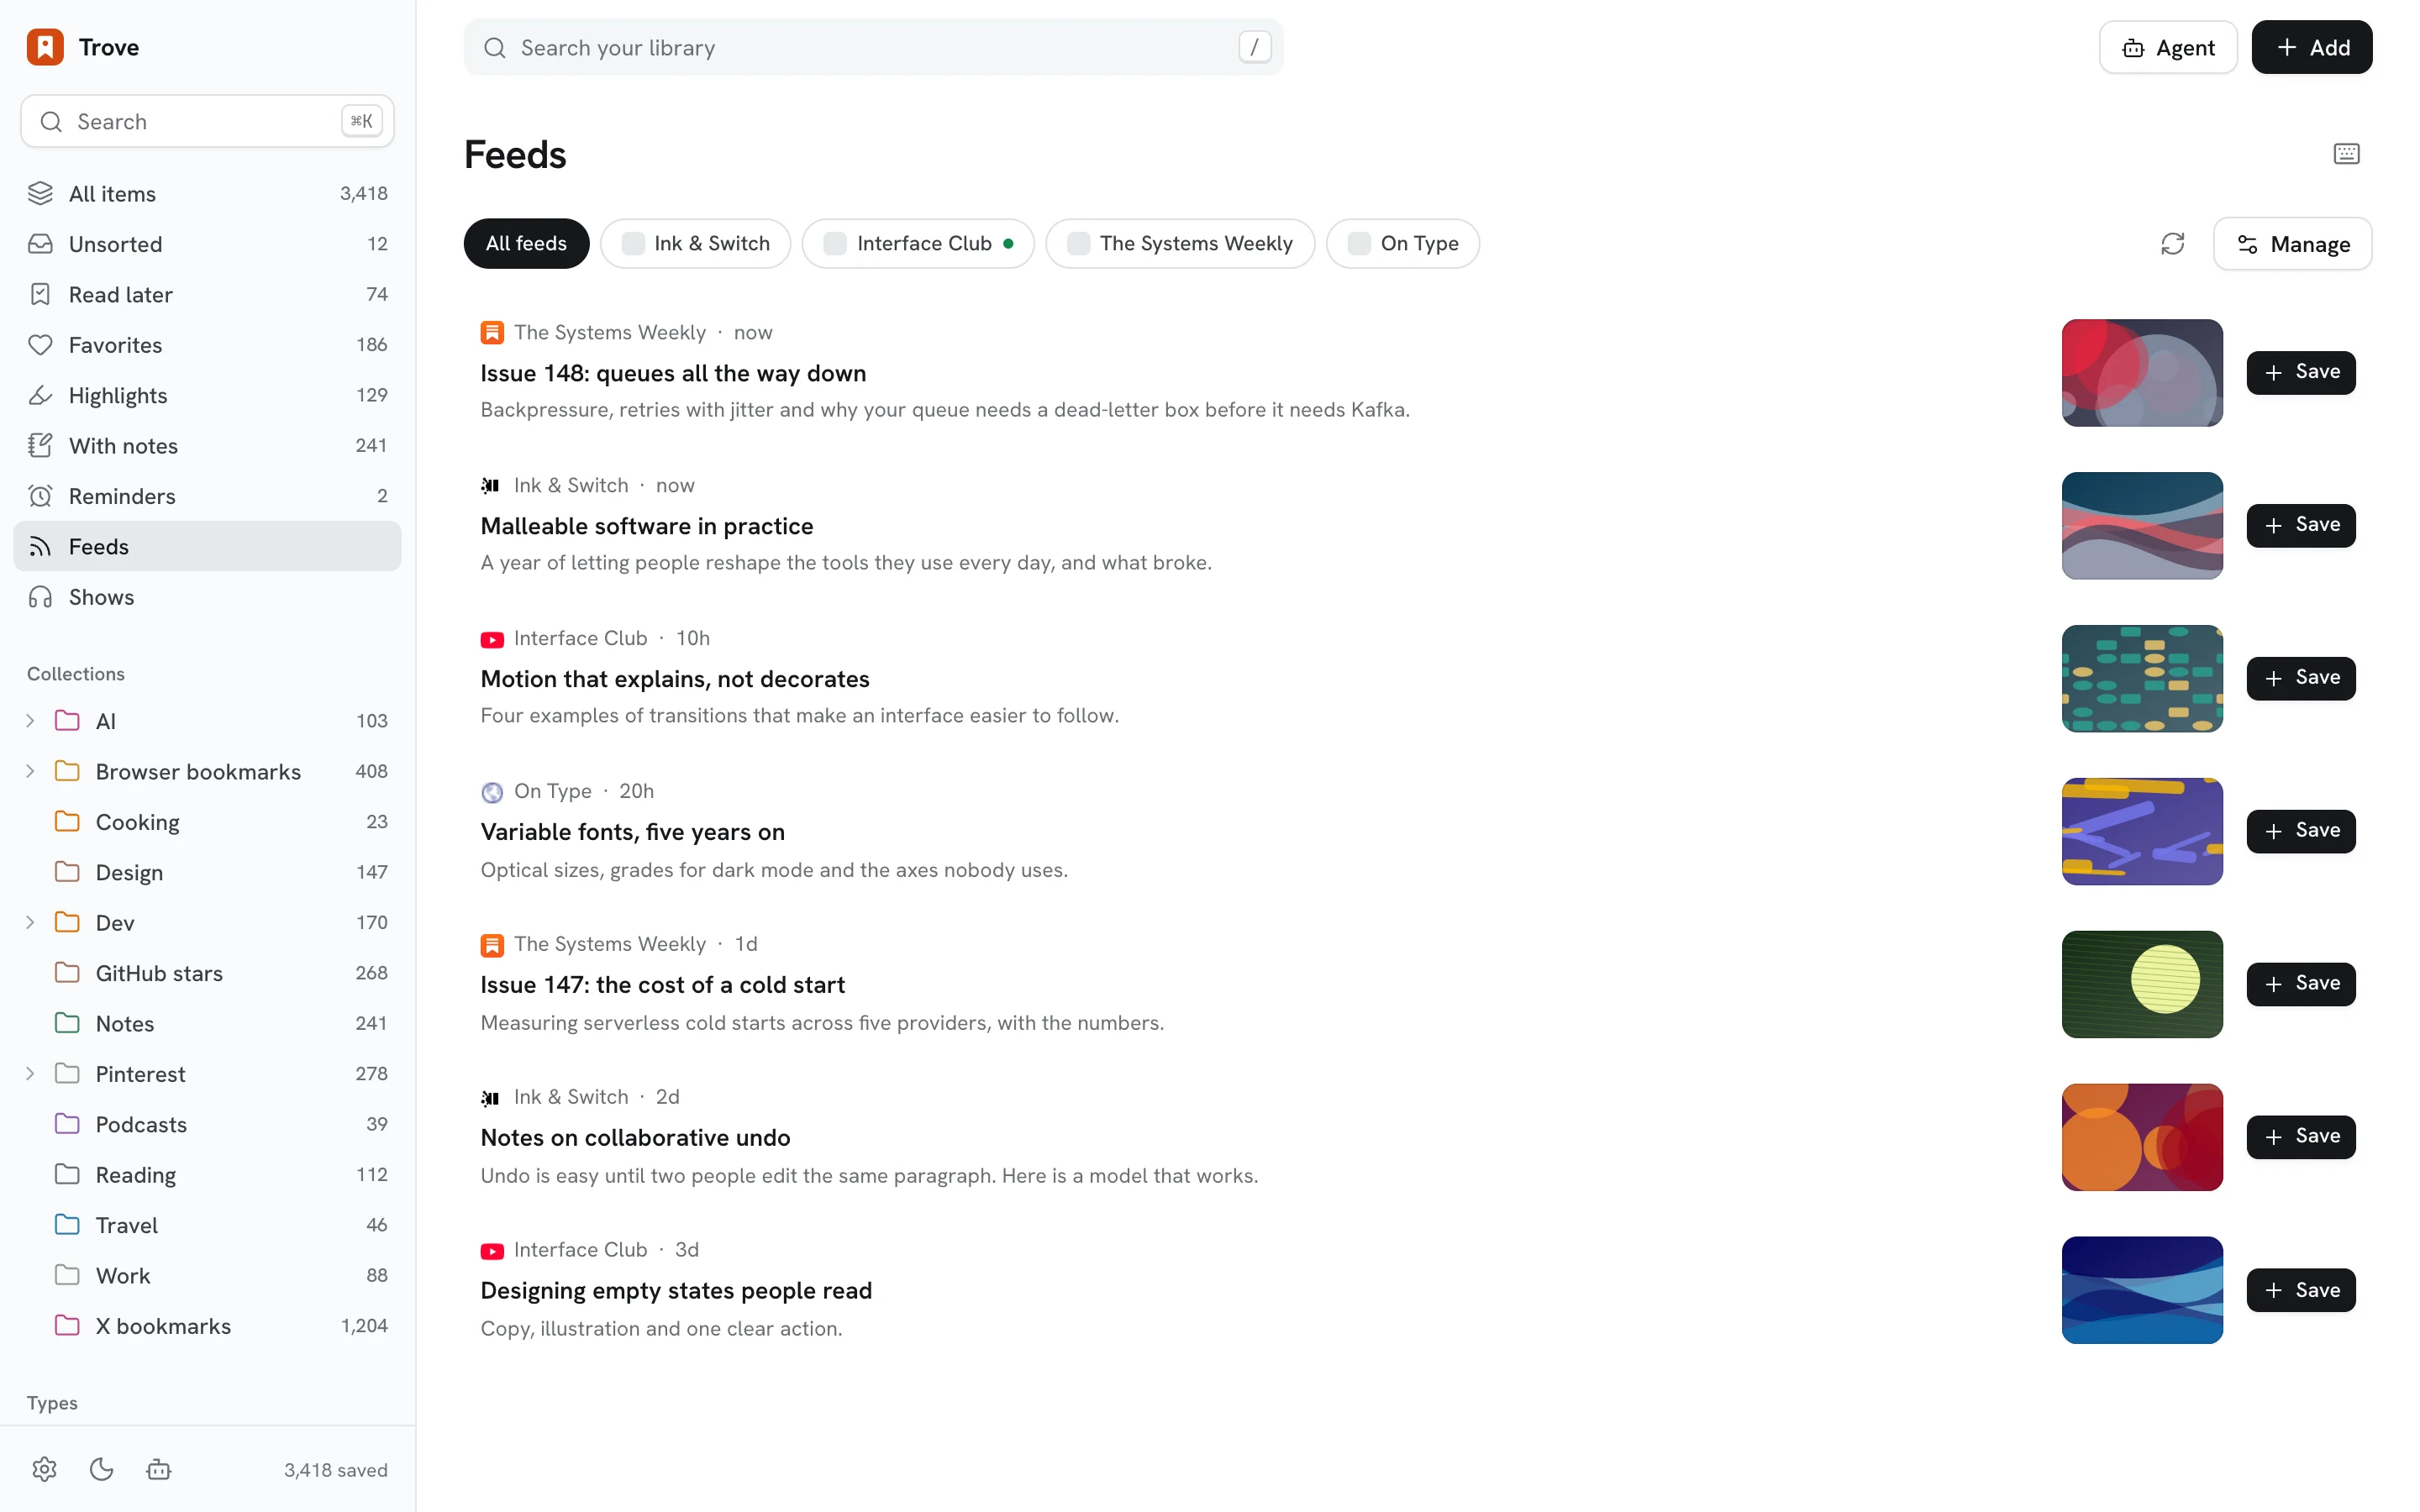 Trove
Search ⌘K
All items 3,418
Unsorted 12
Read later 74
Favorites 186
Highlights 129
With notes 241
Reminders 2
Feeds
Shows
Collections
AI 103
Browser bookmarks 408
Cooking 23
Design 147
Dev 170
GitHub stars 268
Notes 241
Pinterest 278
Podcasts 39
Reading 112
Travel 46
Work 88
X bookmarks 1,204
Types
3,418 saved
Search your library /
Agent
Add
Feeds
All feeds
Ink & Switch
Interface Club
The Systems Weekly
On Type
Manage
The Systems Weekly · now
Issue 148: queues all the way down
Backpressure, retries with jitter and why your queue needs a dead-letter box before it needs Kafka.
Save
Ink & Switch · now
Malleable software in practice
A year of letting people reshape the tools they use every day, and what broke.
Save
Interface Club · 10h
Motion that explains, not decorates
Four examples of transitions that make an interface easier to follow.
Save
On Type · 20h
Variable fonts, five years on
Optical sizes, grades for dark mode and the axes nobody uses.
Save
The Systems Weekly · 1d
Issue 147: the cost of a cold start
Measuring serverless cold starts across five providers, with the numbers.
Save
Ink & Switch · 2d
Notes on collaborative undo
Undo is easy until two people edit the same paragraph. Here is a model that works.
Save
Interface Club · 3d
Designing empty states people read
Copy, illustration and one clear action.
Save